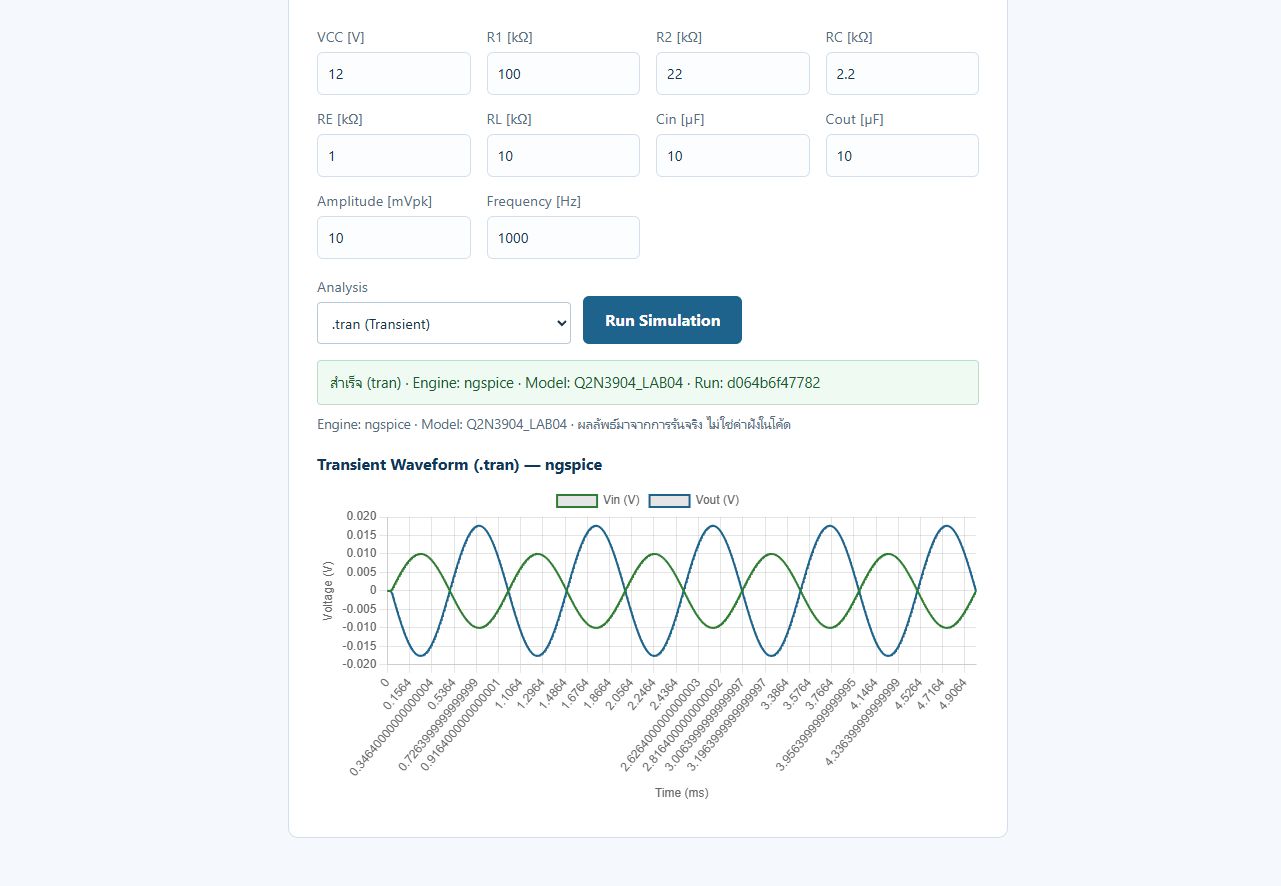 VCC [V] R1 [kΩ] R2 [kΩ] RC [kΩ]
12 100 22 2.2
RE [kΩ] RL [kΩ] Cin [µF] Cout [µF]
1 10 10 10
Amplitude [mVpk] Frequency [Hz]
10 1000
Analysis
.tran (Transient) Run Simulation
สำเร็จ (tran) · Engine: ngspice · Model: Q2N3904_LAB04 · Run: d064b6f47782
Engine: ngspice · Model: Q2N3904_LAB04 · ผลลัพธ์มาจากการรันจริง ไม่ใช่ค่าฝังในโค้ด
Transient Waveform (.tran) — ngspice
Vin (V) Vout (V)
0.020
0.015
0.010
0.005
0
-0.005
-0.010
-0.015
-0.020
Voltage (V)
0 0.1564 0.34640000000000004 0.5364 0.7263999999999999 0.9164000000000001 1.1064 1.2964 1.4864 1.6764 1.8664 2.0564 2.2464 2.4364 2.6264000000000003 2.8164000000000002 3.0063999999999997 3.1963999999999997 3.3864 3.5764 3.7664 3.9563999999999995 4.1464 4.3363999999999999 4.5264 4.7164 4.9064
Time (ms)